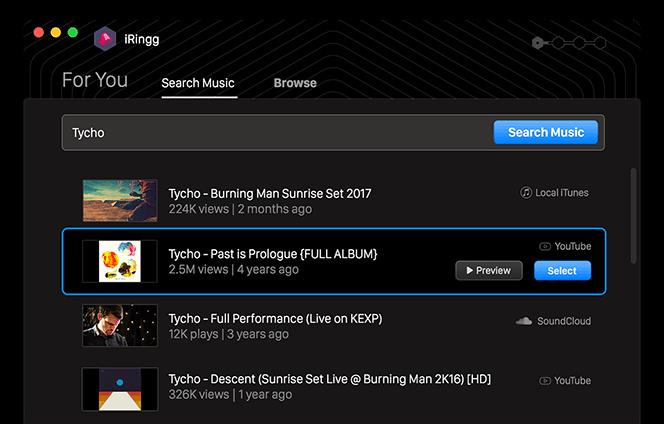 iRingg
For You
Search Music
Browse
Tycho
Search Music
Tycho - Burning Man Sunrise Set 2017
224K views | 2 months ago
Local iTunes
Tycho - Past is Prologue {FULL ALBUM}
2.5M views | 4 years ago
YouTube
Preview
Select
Tycho - Full Performance (Live on KEXP)
12K plays | 3 years ago
SoundCloud
Tycho - Descent (Sunrise Set Live @ Burning Man 2K16) [HD]
326K views | 1 year ago
YouTube